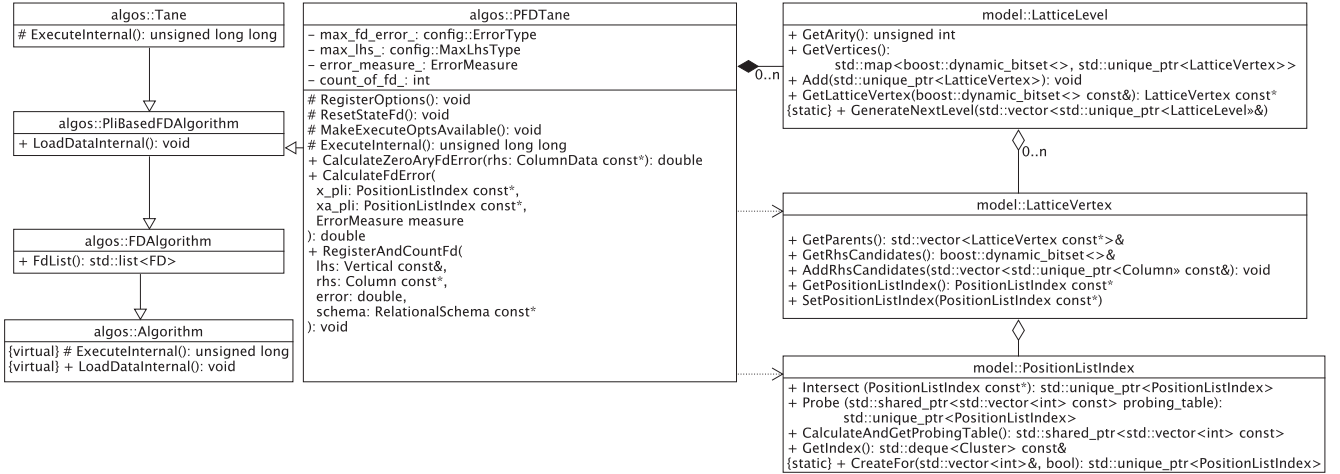 algos::Tane
# ExecuteInternal(): unsigned long long
algos::PliBasedFDAlgorithm
+ LoadDataInternal(): void
algos::FDAlgorithm
+ FdList(): std::list<FD>
algos::Algorithm
{virtual} # ExecuteInternal(): unsigned long
{virtual} + LoadDataInternal(): void
algos::PFDTane
– max_fd_error_: config::ErrorType
– max_lhs_: config::MaxLhsType
– error_measure_: ErrorMeasure
– count_of_fd_: int
# RegisterOptions(): void
# ResetStateFd(): void
# MakeExecuteOptsAvailable(): void
# ExecuteInternal(): unsigned long long
+ CalculateZeroAryFdError(rhs: ColumnData const*): double
+ CalculateFdError(
x_pli: PositionListIndex const*,
xa_pli: PositionListIndex const*,
ErrorMeasure measure
): double
+ RegisterAndCountFd(
lhs: Vertical const&,
rhs: Column const*,
error: double,
schema: RelationalSchema const*
): void
0..n
model::LatticeLevel
+ GetArity(): unsigned int
+ GetVertices():
std::map<boost::dynamic_bitset<>, std::unique_ptr<LatticeVertex>>
+ Add(std::unique_ptr<LatticeVertex>): void
+ GetLatticeVertex(boost::dynamic_bitset<> const&): LatticeVertex const*
{static} + GenerateNextLevel(std::vector<std::unique_ptr<LatticeLevel»&)
0..n
model::LatticeVertex
+ GetParents(): std::vector<LatticeVertex const*>&
+ GetRhsCandidates(): boost::dynamic_bitset<>&
+ AddRhsCandidates(std::vector<std::unique_ptr<Column» const&): void
+ GetPositionListIndex(): PositionListIndex const*
+ SetPositionListIndex(PositionListIndex const*)
model::PositionListIndex
+ Intersect (PositionListIndex const*): std::unique_ptr<PositionListIndex>
+ Probe (std::shared_ptr<std::vector<int> const> probing_table):
std::unique_ptr<PositionListIndex>
+ CalculateAndGetProbingTable(): std::shared_ptr<std::vector<int> const>
+ GetIndex(): std::deque<Cluster> const&
{static} + CreateFor(std::vector<int>&, bool): std::unique_ptr<PositionListIndex>